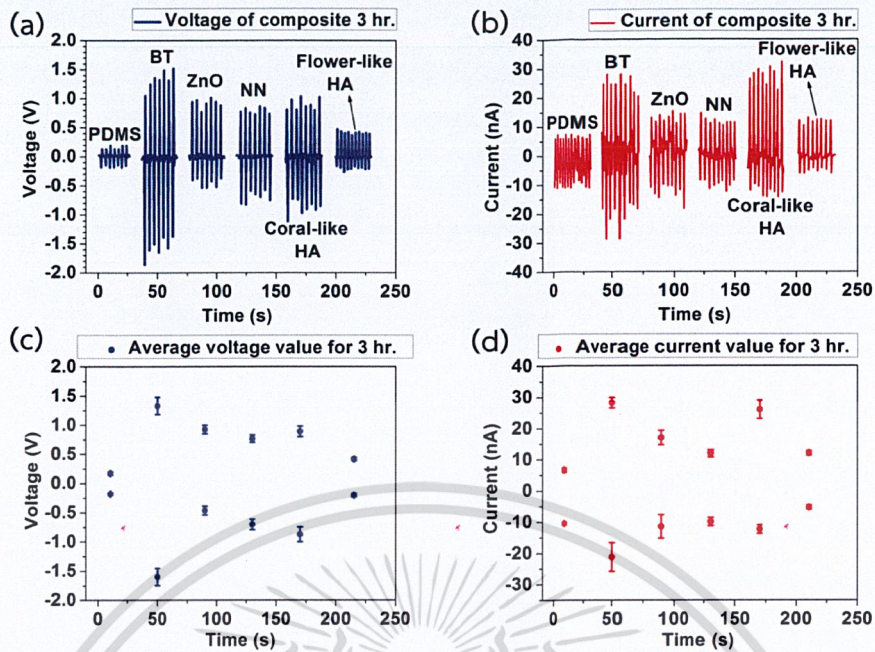 (a)
Voltage of composite 3 hr.
2.0
1.5
1.0
0.5
0.0
-0.5
-1.0
-1.5
-2.0
Voltage (V)
PDMS
BT
ZnO
NN
Flower-like
HA
Coral-like
HA
0 50 100 150 200 250
Time (s)
(b)
Current of composite 3 hr.
40
30
20
10
0
-10
-20
-30
-40
Current (nA)
PDMS
BT
ZnO
NN
Flower-like
HA
Coral-like
HA
0 50 100 150 200 250
Time (s)
(c)
Average voltage value for 3 hr.
2.0
1.5
1.0
0.5
0.0
-0.5
-1.0
-1.5
-2.0
Voltage (V)
0 50 100 150 200 250
Time (s)
(d)
Average current value for 3 hr.
40
30
20
10
0
-10
-20
-30
Current (nA)
0 50 100 150 200 250
Time (s)